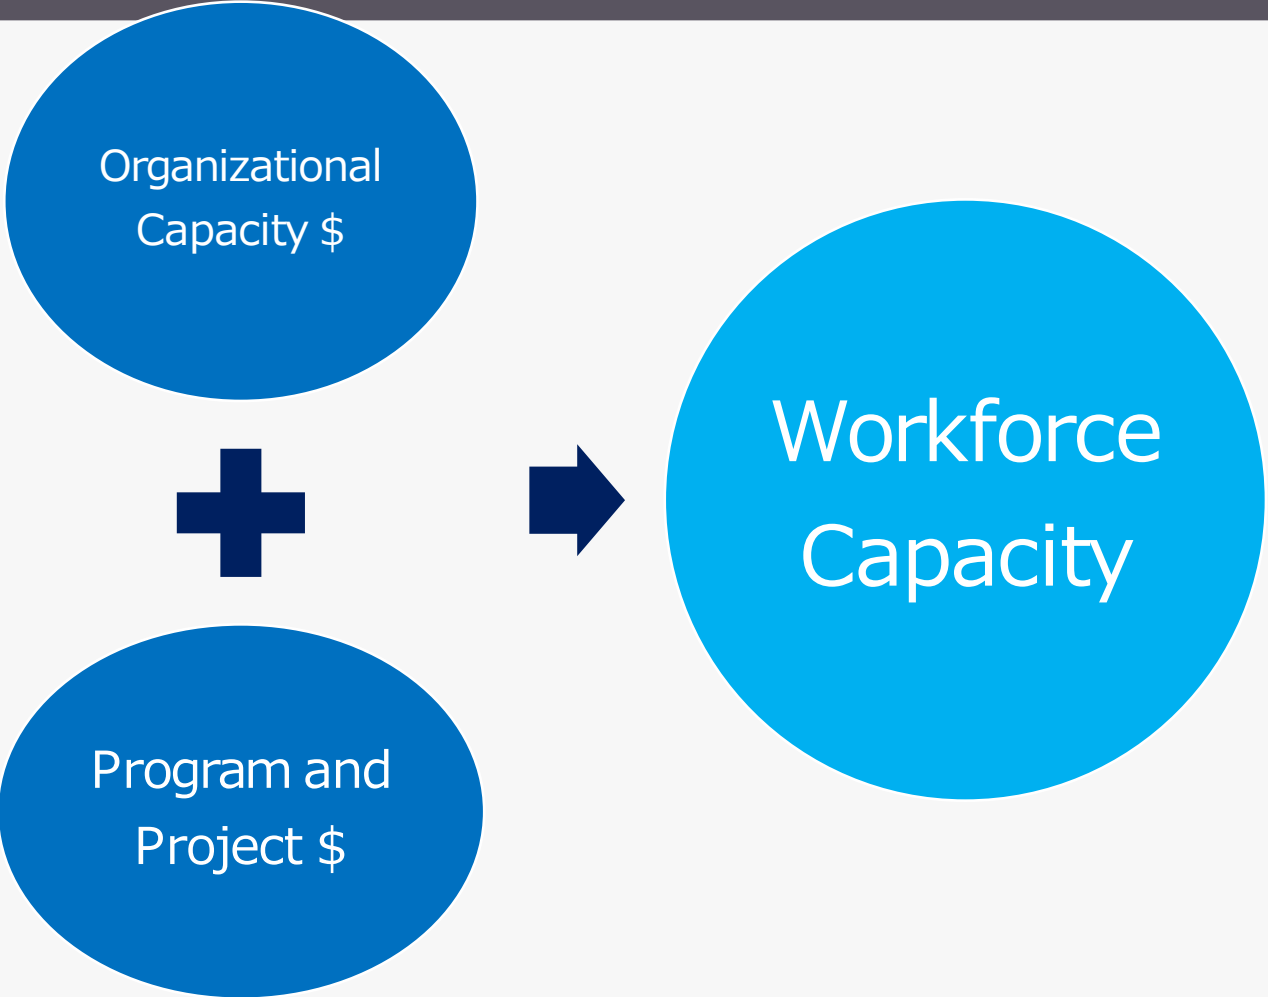 Organizational
Capacity $
Program and
Project $
Workforce
Capacity